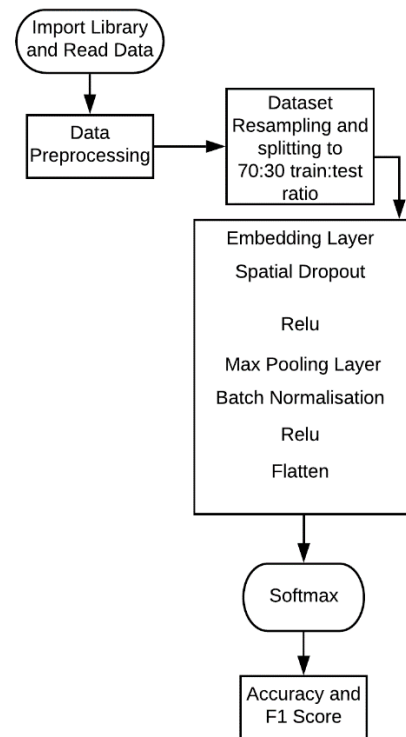 Import Library
and Read Data
Data
Preprocessing
Dataset
Resampling and
splitting to
70:30 train:test
ratio
Embedding Layer
Spatial Dropout
Relu
Max Pooling Layer
Batch Normalisation
Relu
Flatten
Softmax
Accuracy and
F1 Score